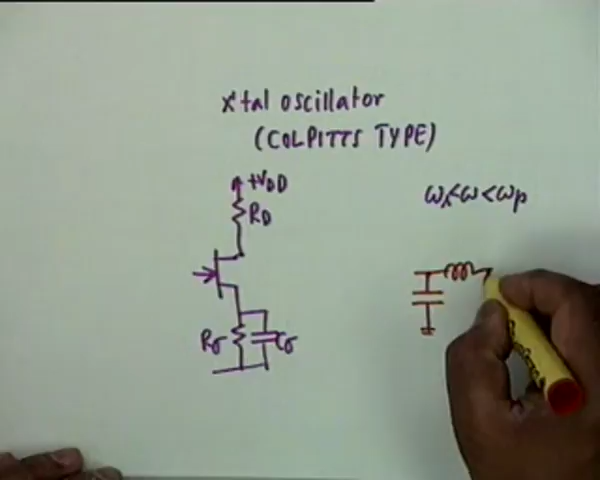 x'tal oscillator
(COLPITTS TYPE)
+VDD
RD
ωs<ω<ωp
Rs
Cs